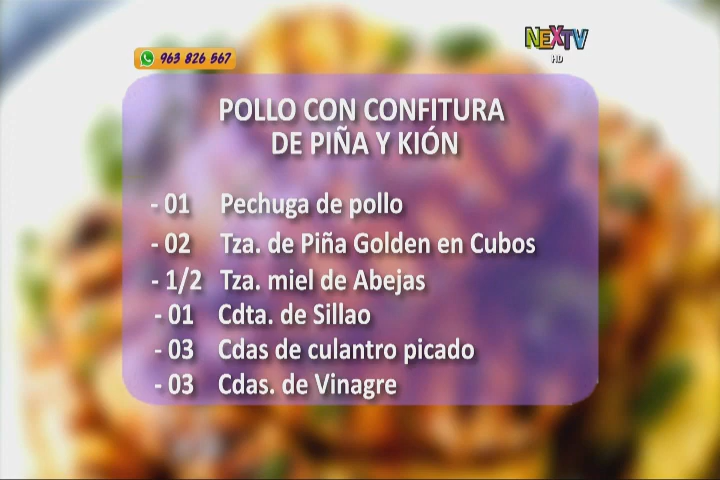 963 826 567
NEXTV
HD
POLLO CON CONFITURA
DE PIÑA Y KIÓN
- 01 Pechuga de pollo
- 02 Tza. de Piña Golden en Cubos
- 1/2 Tza. miel de Abejas
- 01 Cdta. de Sillao
- 03 Cdas de culantro picado
- 03 Cdas. de Vinagre